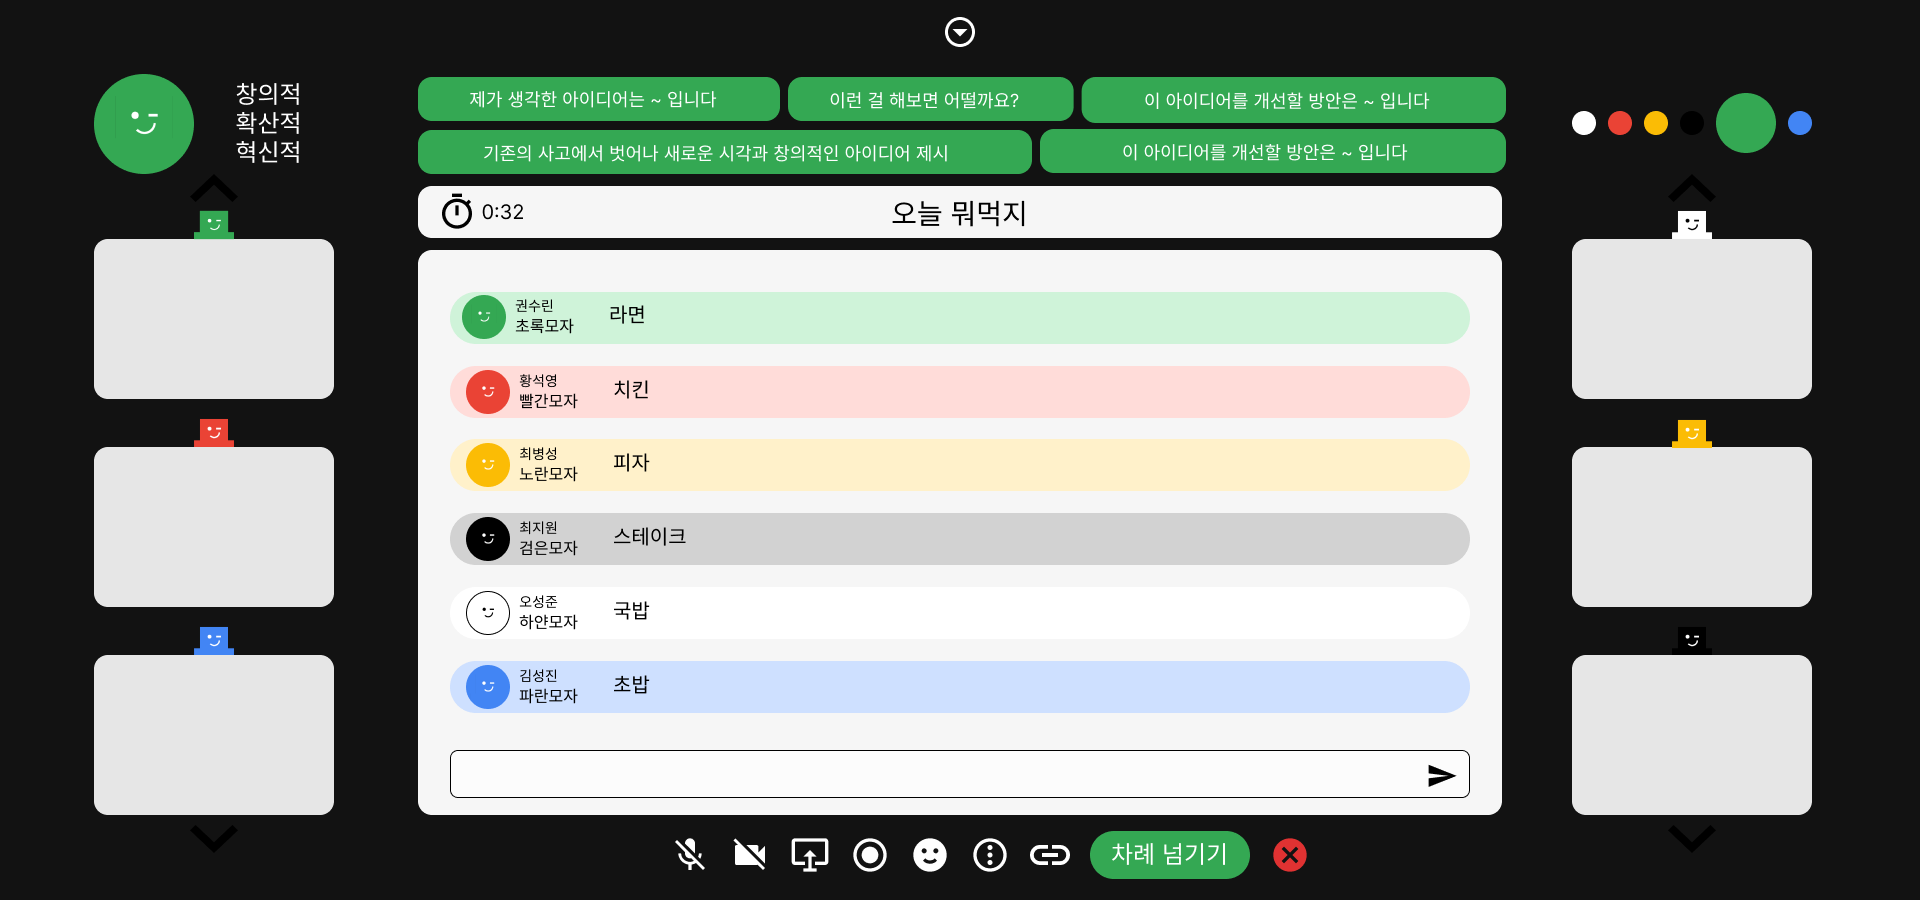 창의적
확산적
혁신적
제가 생각한 아이디어는 ~ 입니다
이런 걸 해보면 어떨까요?
이 아이디어를 개선할 방안은 ~ 입니다
기존의 사고에서 벗어나 새로운 시각과 창의적인 아이디어 제시
이 아이디어를 개선할 방안은 ~ 입니다
0:32
오늘 뭐먹지
권수린
초록모자
라면
황석영
빨간모자
치킨
최병성
노란모자
피자
최지원
검은모자
스테이크
오성준
하얀모자
국밥
김성진
파란모자
초밥
차례 넘기기